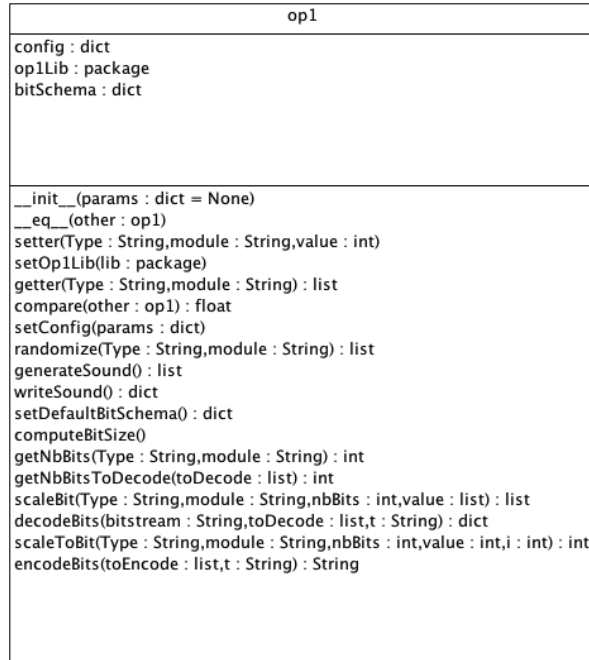 op1
config : dict
op1Lib : package
bitSchema : dict
__init__(params : dict = None)
__eq__(other : op1)
setter(Type : String,module : String,value : int)
setOp1Lib(lib : package)
getter(Type : String,module : String) : list
compare(other : op1) : float
setConfig(params : dict)
randomize(Type : String,module : String) : list
generateSound() : list
writeSound() : dict
setDefaultBitSchema() : dict
computeBitSize()
getNbBits(Type : String,module : String) : int
getNbBitsToDecode(toDecode : list) : int
scaleBit(Type : String,module : String,nbBits : int,value : list) : list
decodeBits(bitstream : String,toDecode : list,t : String) : dict
scaleToBit(Type : String,module : String,nbBits : int,value : int,i : int) : int
encodeBits(toEncode : list,t : String) : String